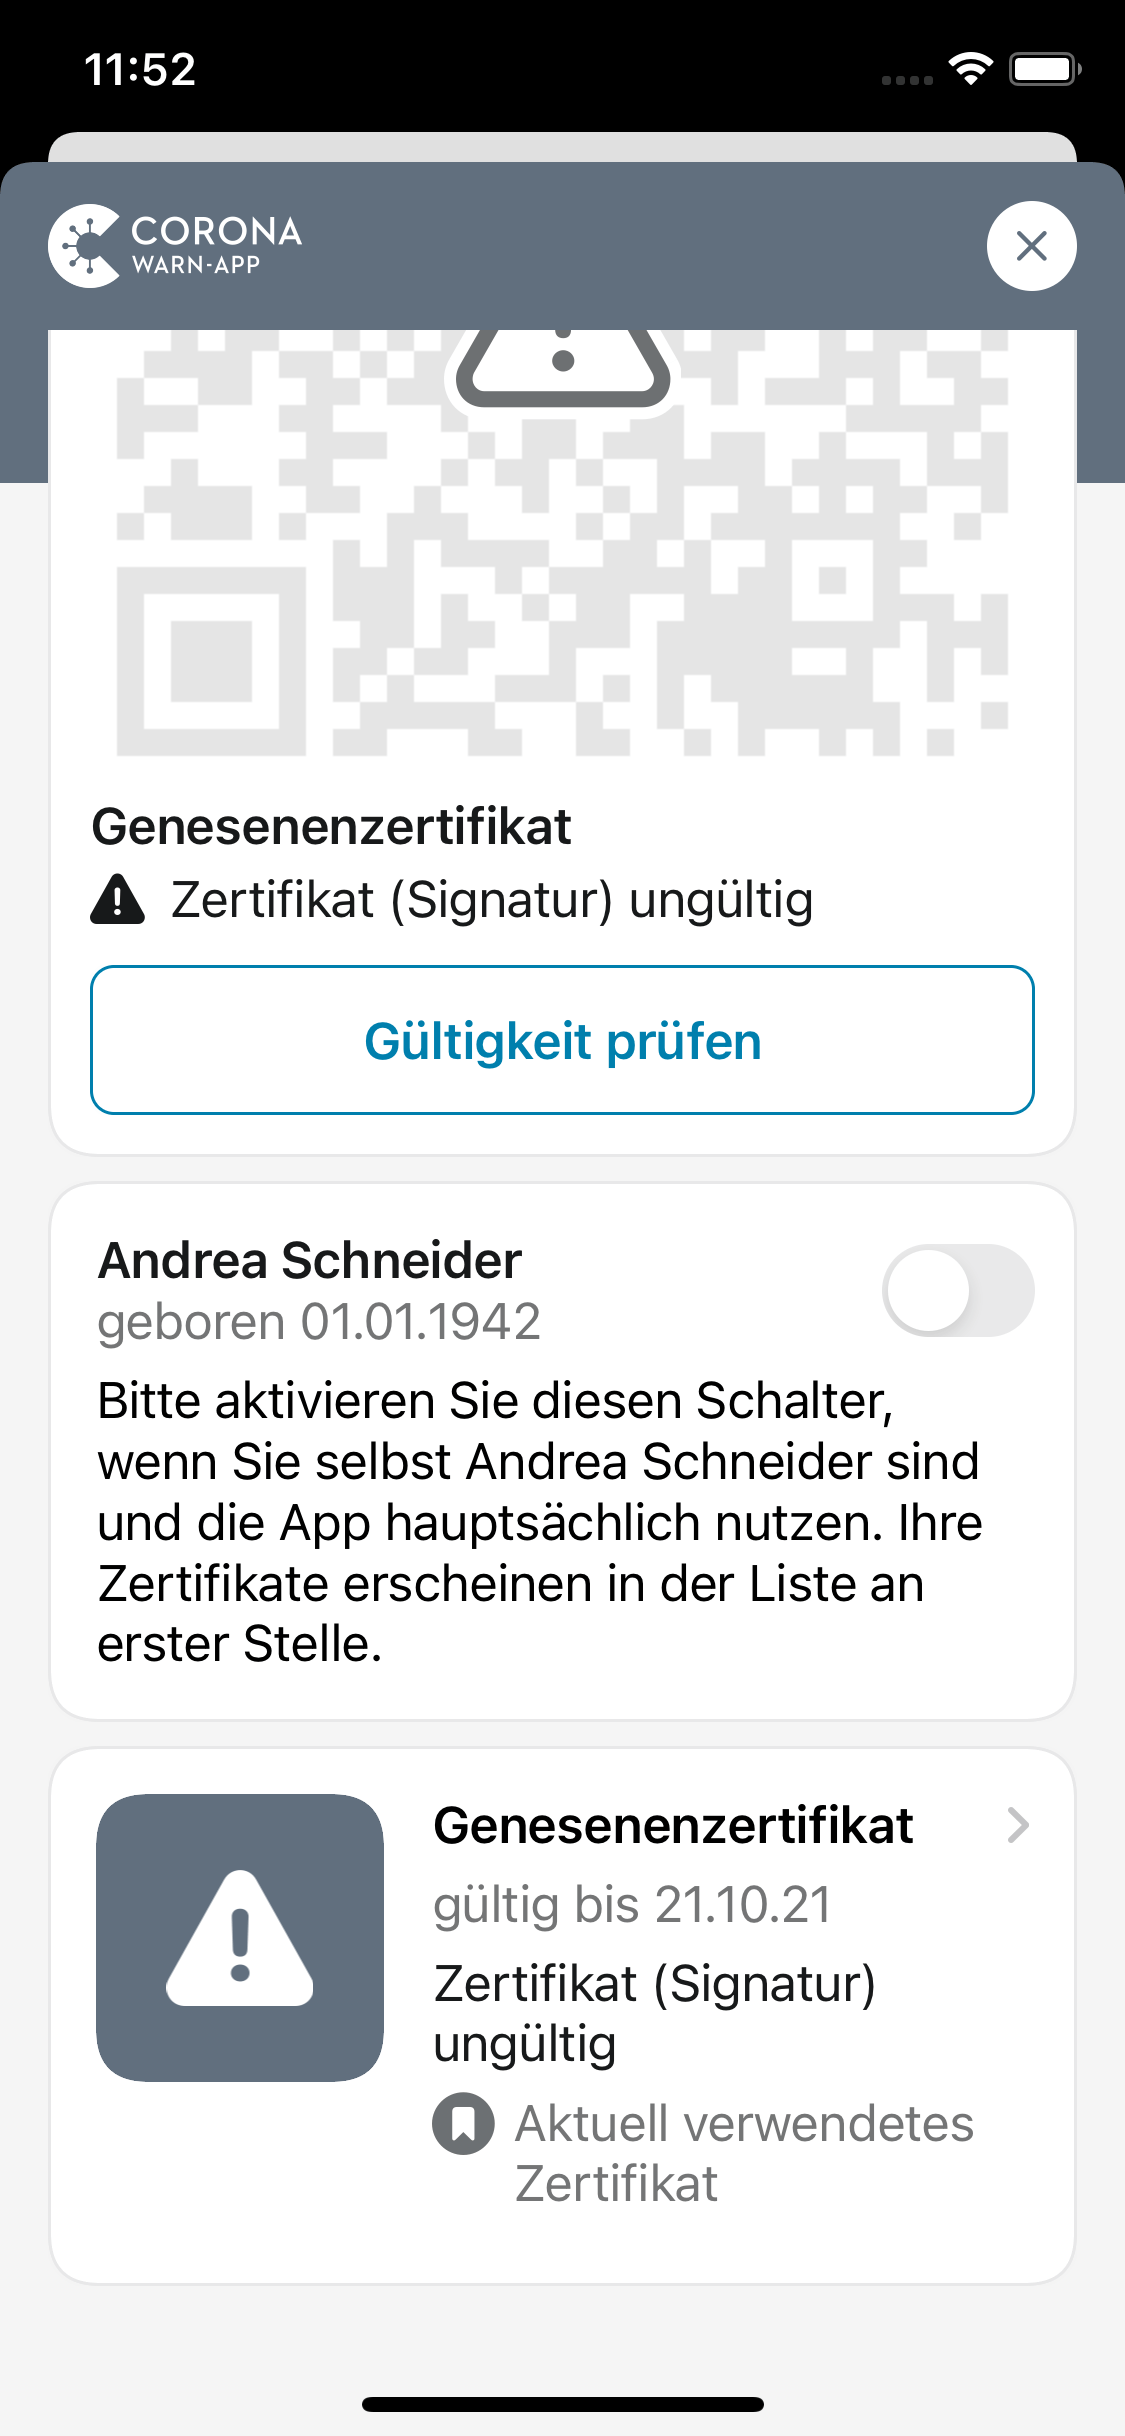 11:52
CORONA
WARN-APP
Genesenenzertifikat
Zertifikat (Signatur) ungültig
Gültigkeit prüfen
Andrea Schneider
geboren 01.01.1942
Bitte aktivieren Sie diesen Schalter,
wenn Sie selbst Andrea Schneider sind
und die App hauptsächlich nutzen. Ihre
Zertifikate erscheinen in der Liste an
erster Stelle.
Genesenenzertifikat
gültig bis 21.10.21
Zertifikat (Signatur)
ungültig
Aktuell verwendetes
Zertifikat